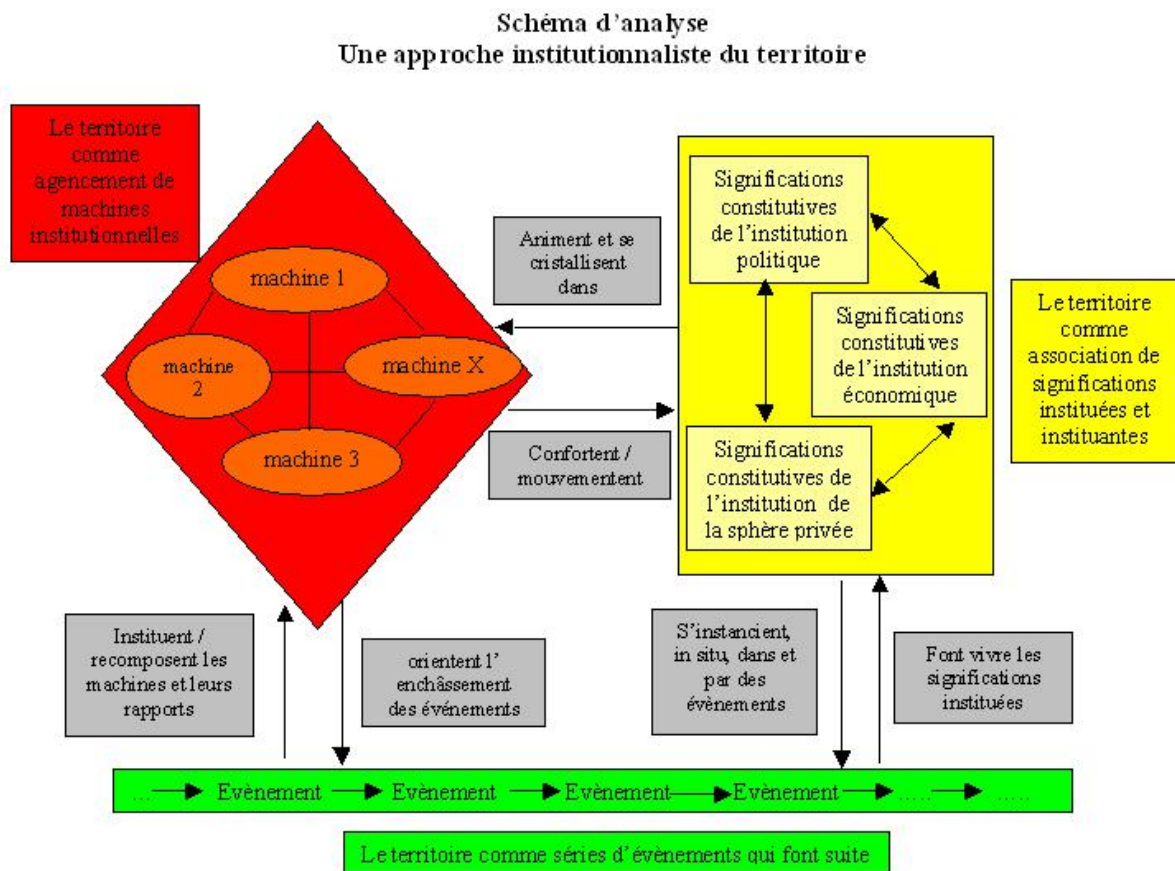 Schéma d’analyse
Une approche institutionnaliste du territoire
Le territoire
comme
agencement de
machines
institutionnelles
machine 1
machine
2
machine X
machine 3
Animent et se
cristallisent
dans
Confortent /
mouvementent
Significations
constitutives
de l’institution
politique
Significations
constitutives
de l’institution
économique
Significations
constitutives de
l’institution de
la sphère privée
Le territoire
comme
association de
significations
instituées et
instituantes
Instituent /
recomposent les
machines et leurs
rapports
orientent l’
enchâssement
des événements
S’instancient,
in situ, dans et
par des
évènements
Font vivre les
significations
instituées
... Evènement Evènement Evènement Evènement ..... .....
Le territoire comme séries d’évènements qui font suite